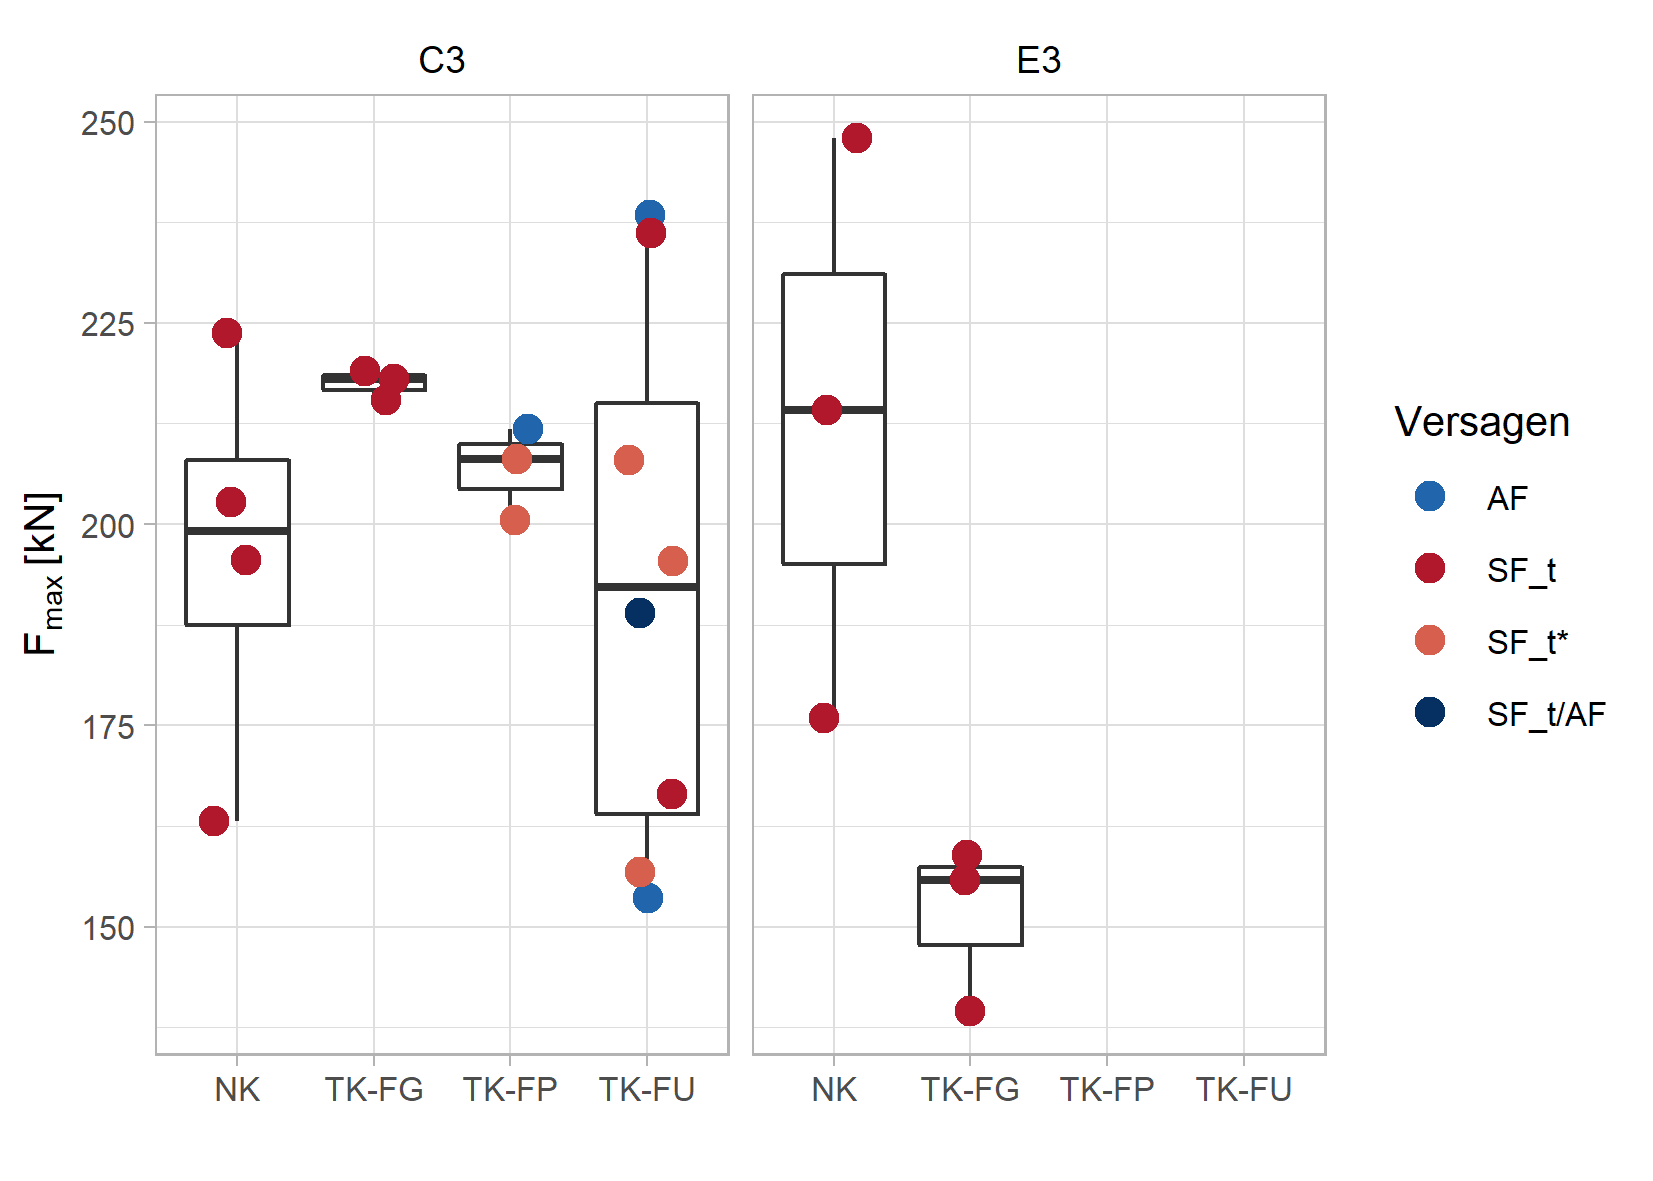 C3 E3
250
225
200
175
150
Fmax [kN]
NK TK-FG TK-FP TK-FU NK TK-FG TK-FP TK-FU
Versagen
AF
SF_t
SF_t*
SF_t/AF